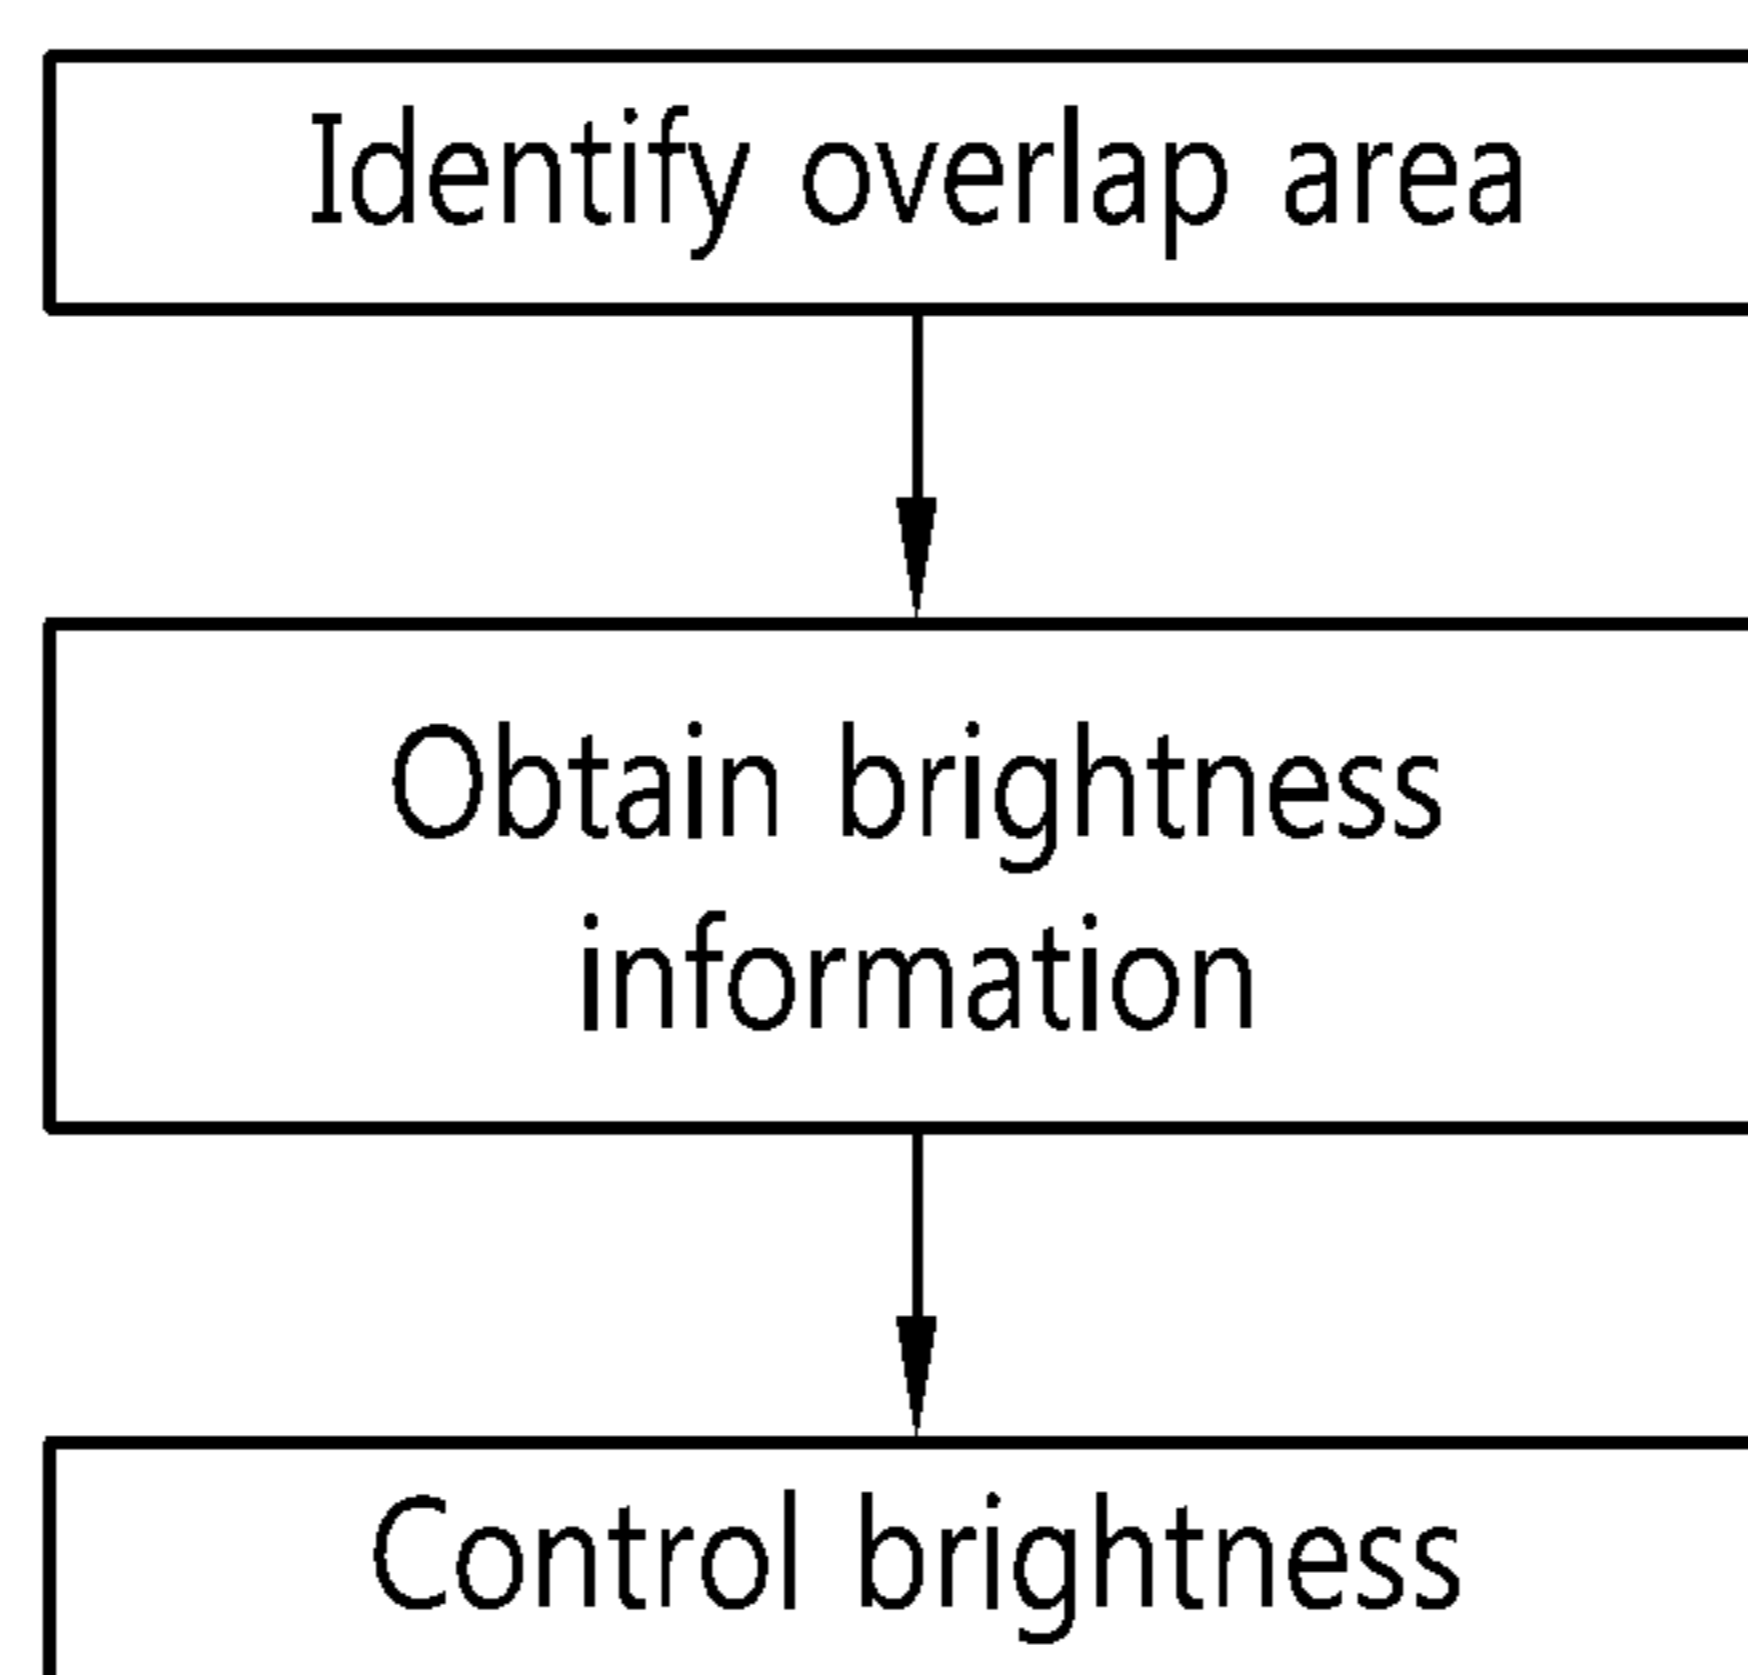 Identify overlap area
Obtain brightness
information
Control brightness